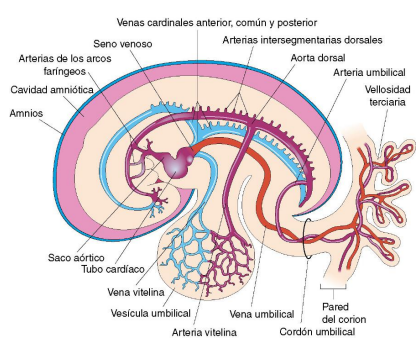 Venas cardinales anterior, común y posterior
Seno venoso
Arterias intersegmentarias dorsales
Arterias de los arcos
faríngeos
Aorta dorsal
Cavidad amniótica
Arteria umbilical
Amnios
Vellosidad
terciaria
Saco aórtico
Tubo cardíaco
Vena vitelina
Vesícula umbilical
Arteria vitelina
Vena umbilical
Pared
del corion
Cordón umbilical